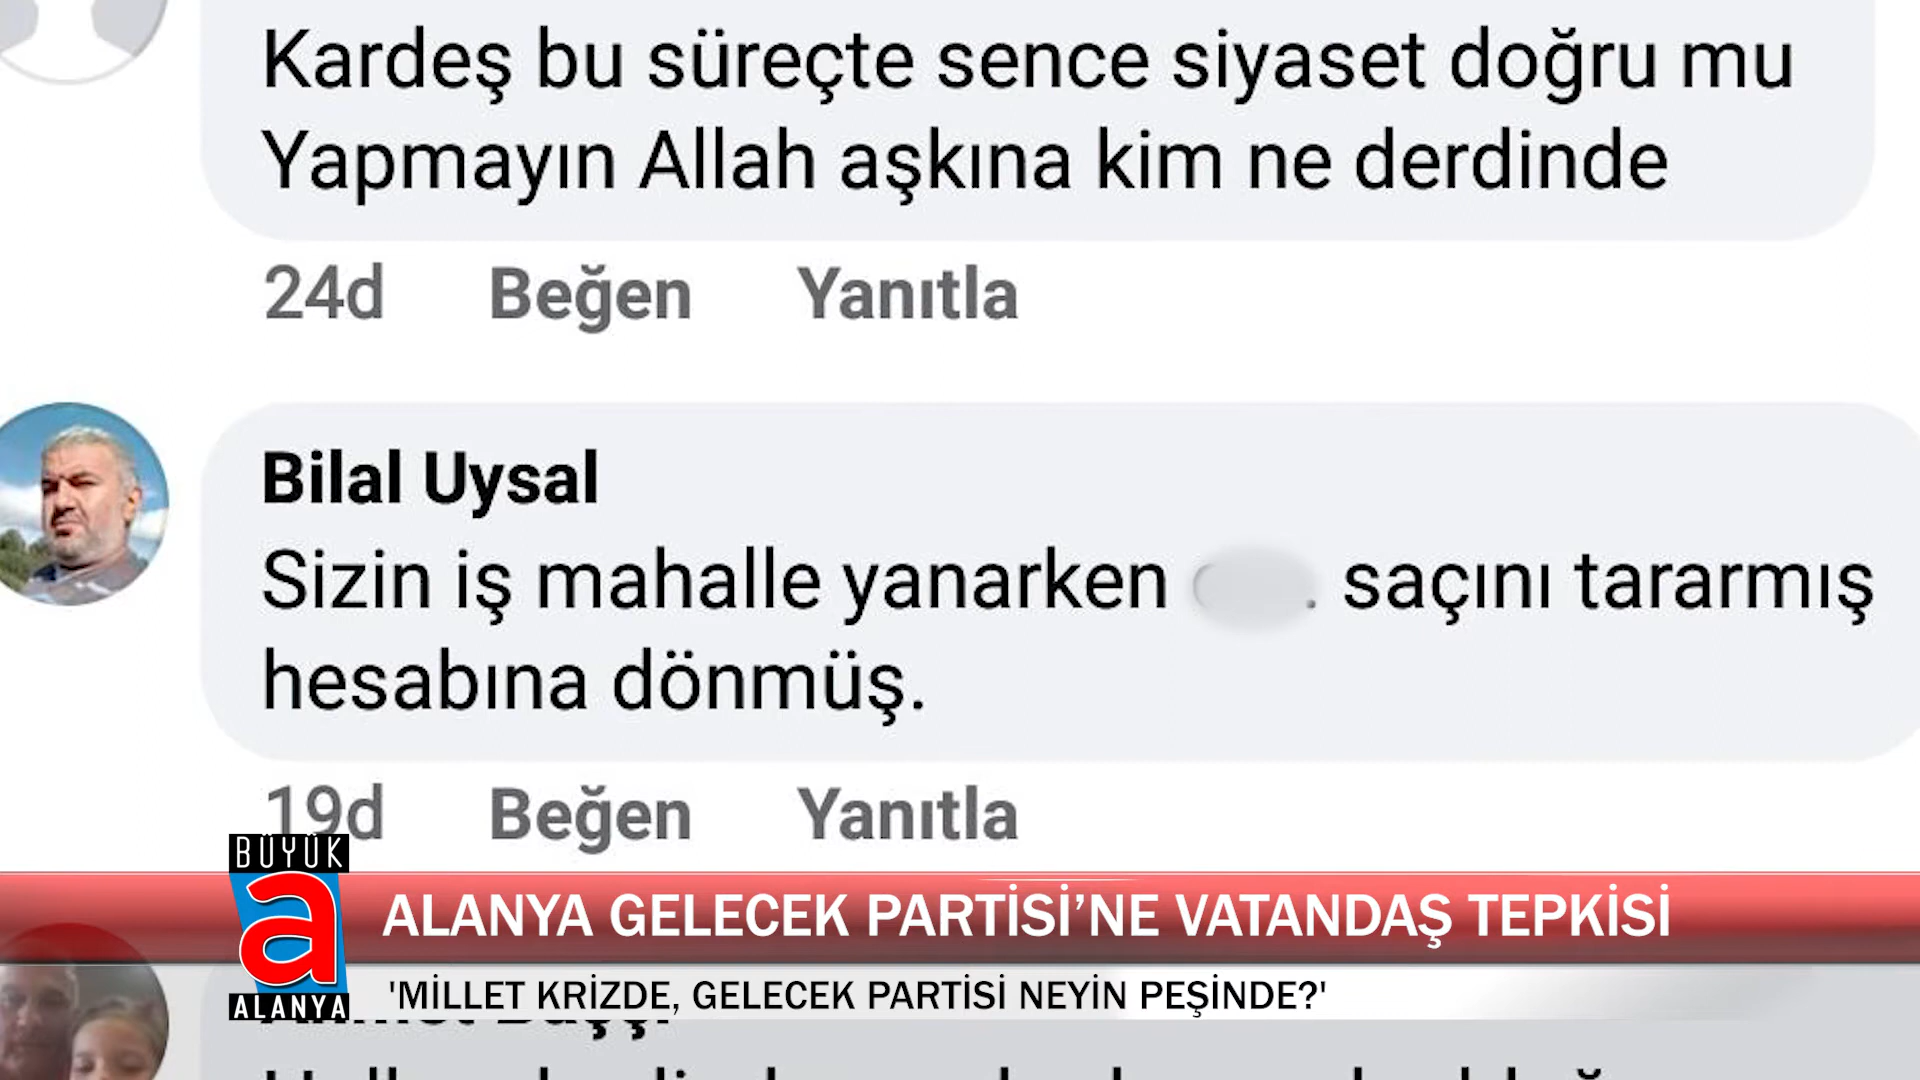 Kardeş bu süreçte sence siyaset doğru mu
Yapmayın Allah aşkına kim ne derdinde
24d Beğen Yanıtla
Bilal Uysal
Sizin iş mahalle yanarken . saçını tararmış
hesabına dönmüş.
19d Beğen Yanıtla
BÜYÜK
a
ALANYA
ALANYA GELECEK PARTİSİ’NE VATANDAŞ TEPKİSİ
'MİLLET KRİZDE, GELECEK PARTİSİ NEYİN PEŞİNDE?'